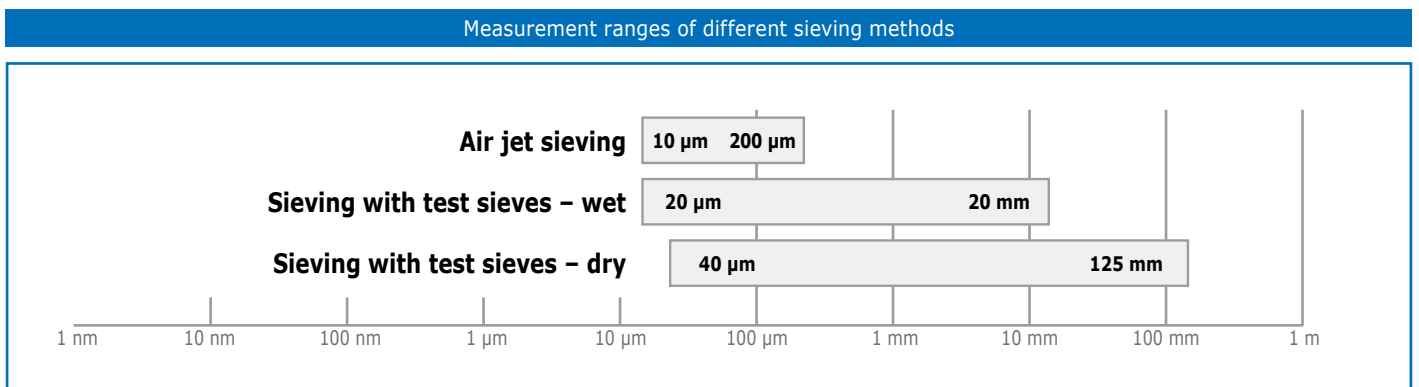 Measurement ranges of different sieving methods
Air jet sieving 10 µm 200 µm
Sieving with test sieves – wet 20 µm 20 mm
Sieving with test sieves – dry 40 µm 125 mm
1 nm 10 nm 100 nm 1 µm 10 µm 100 µm 1 mm 10 mm 100 mm 1 m